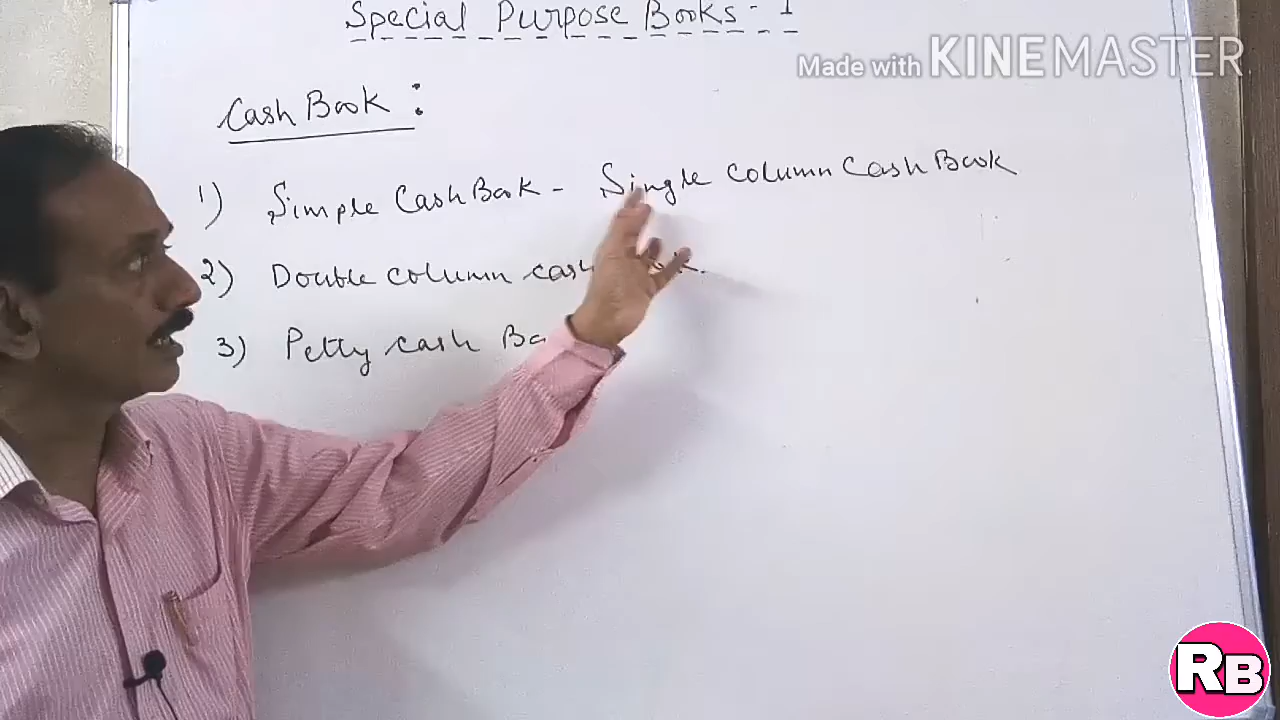 Special Purpose Books - I
Made with KINEMASTER
Cash Book :
1) Simple Cash Book - Single Column Cash Book
2) Double column cash
3) Petty cash
RB